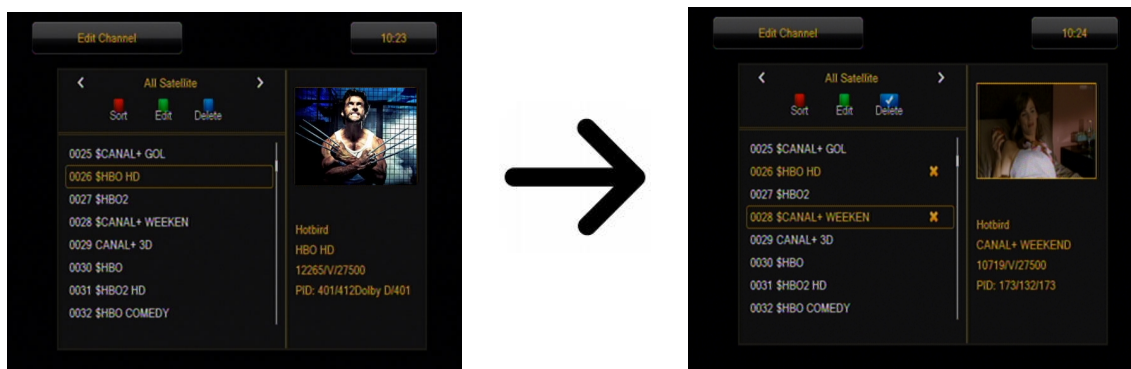 Edit Channel
10:23
All Satellite
Sort Edit Delete
0025 $CANAL+ GOL
0026 $HBO HD
0027 $HBO2
0028 $CANAL+ WEEKEN
0029 CANAL+ 3D
0030 $HBO
0031 $HBO2 HD
0032 $HBO COMEDY
Hotbird
HBO HD
12265/V/27500
PID: 401/412Dolby D/401
Edit Channel
10:24
All Satellite
Sort Edit Delete
0025 $CANAL+ GOL
0026 $HBO HD
0027 $HBO2
0028 $CANAL+ WEEKEN
0029 CANAL+ 3D
0030 $HBO
0031 $HBO2 HD
0032 $HBO COMEDY
Hotbird
CANAL+ WEEKEND
10719/V/27500
PID: 173/132/173